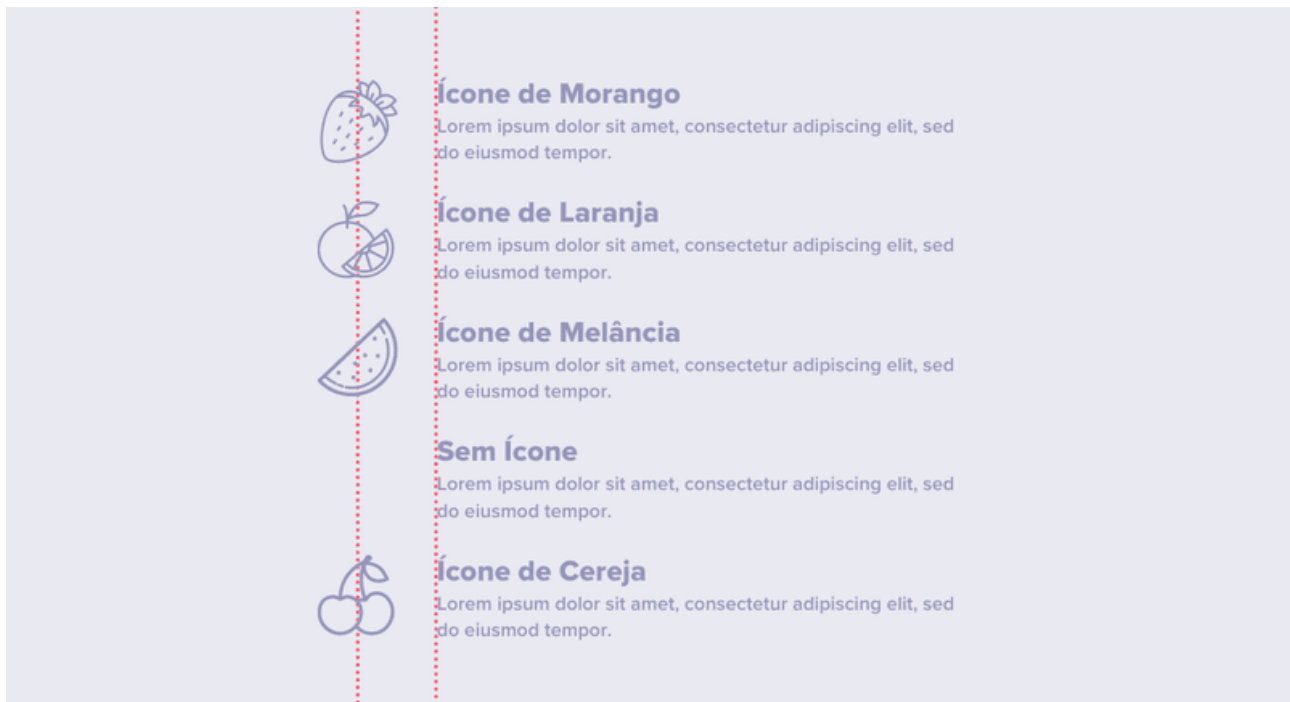 Ícone de Morango
Lorem ipsum dolor sit amet, consectetur adipiscing elit, sed
do eiusmod tempor.
Ícone de Laranja
Lorem ipsum dolor sit amet, consectetur adipiscing elit, sed
do eiusmod tempor.
Ícone de Melância
Lorem ipsum dolor sit amet, consectetur adipiscing elit, sed
do eiusmod tempor.
Sem Ícone
Lorem ipsum dolor sit amet, consectetur adipiscing elit, sed
do eiusmod tempor.
Ícone de Cereja
Lorem ipsum dolor sit amet, consectetur adipiscing elit, sed
do eiusmod tempor.